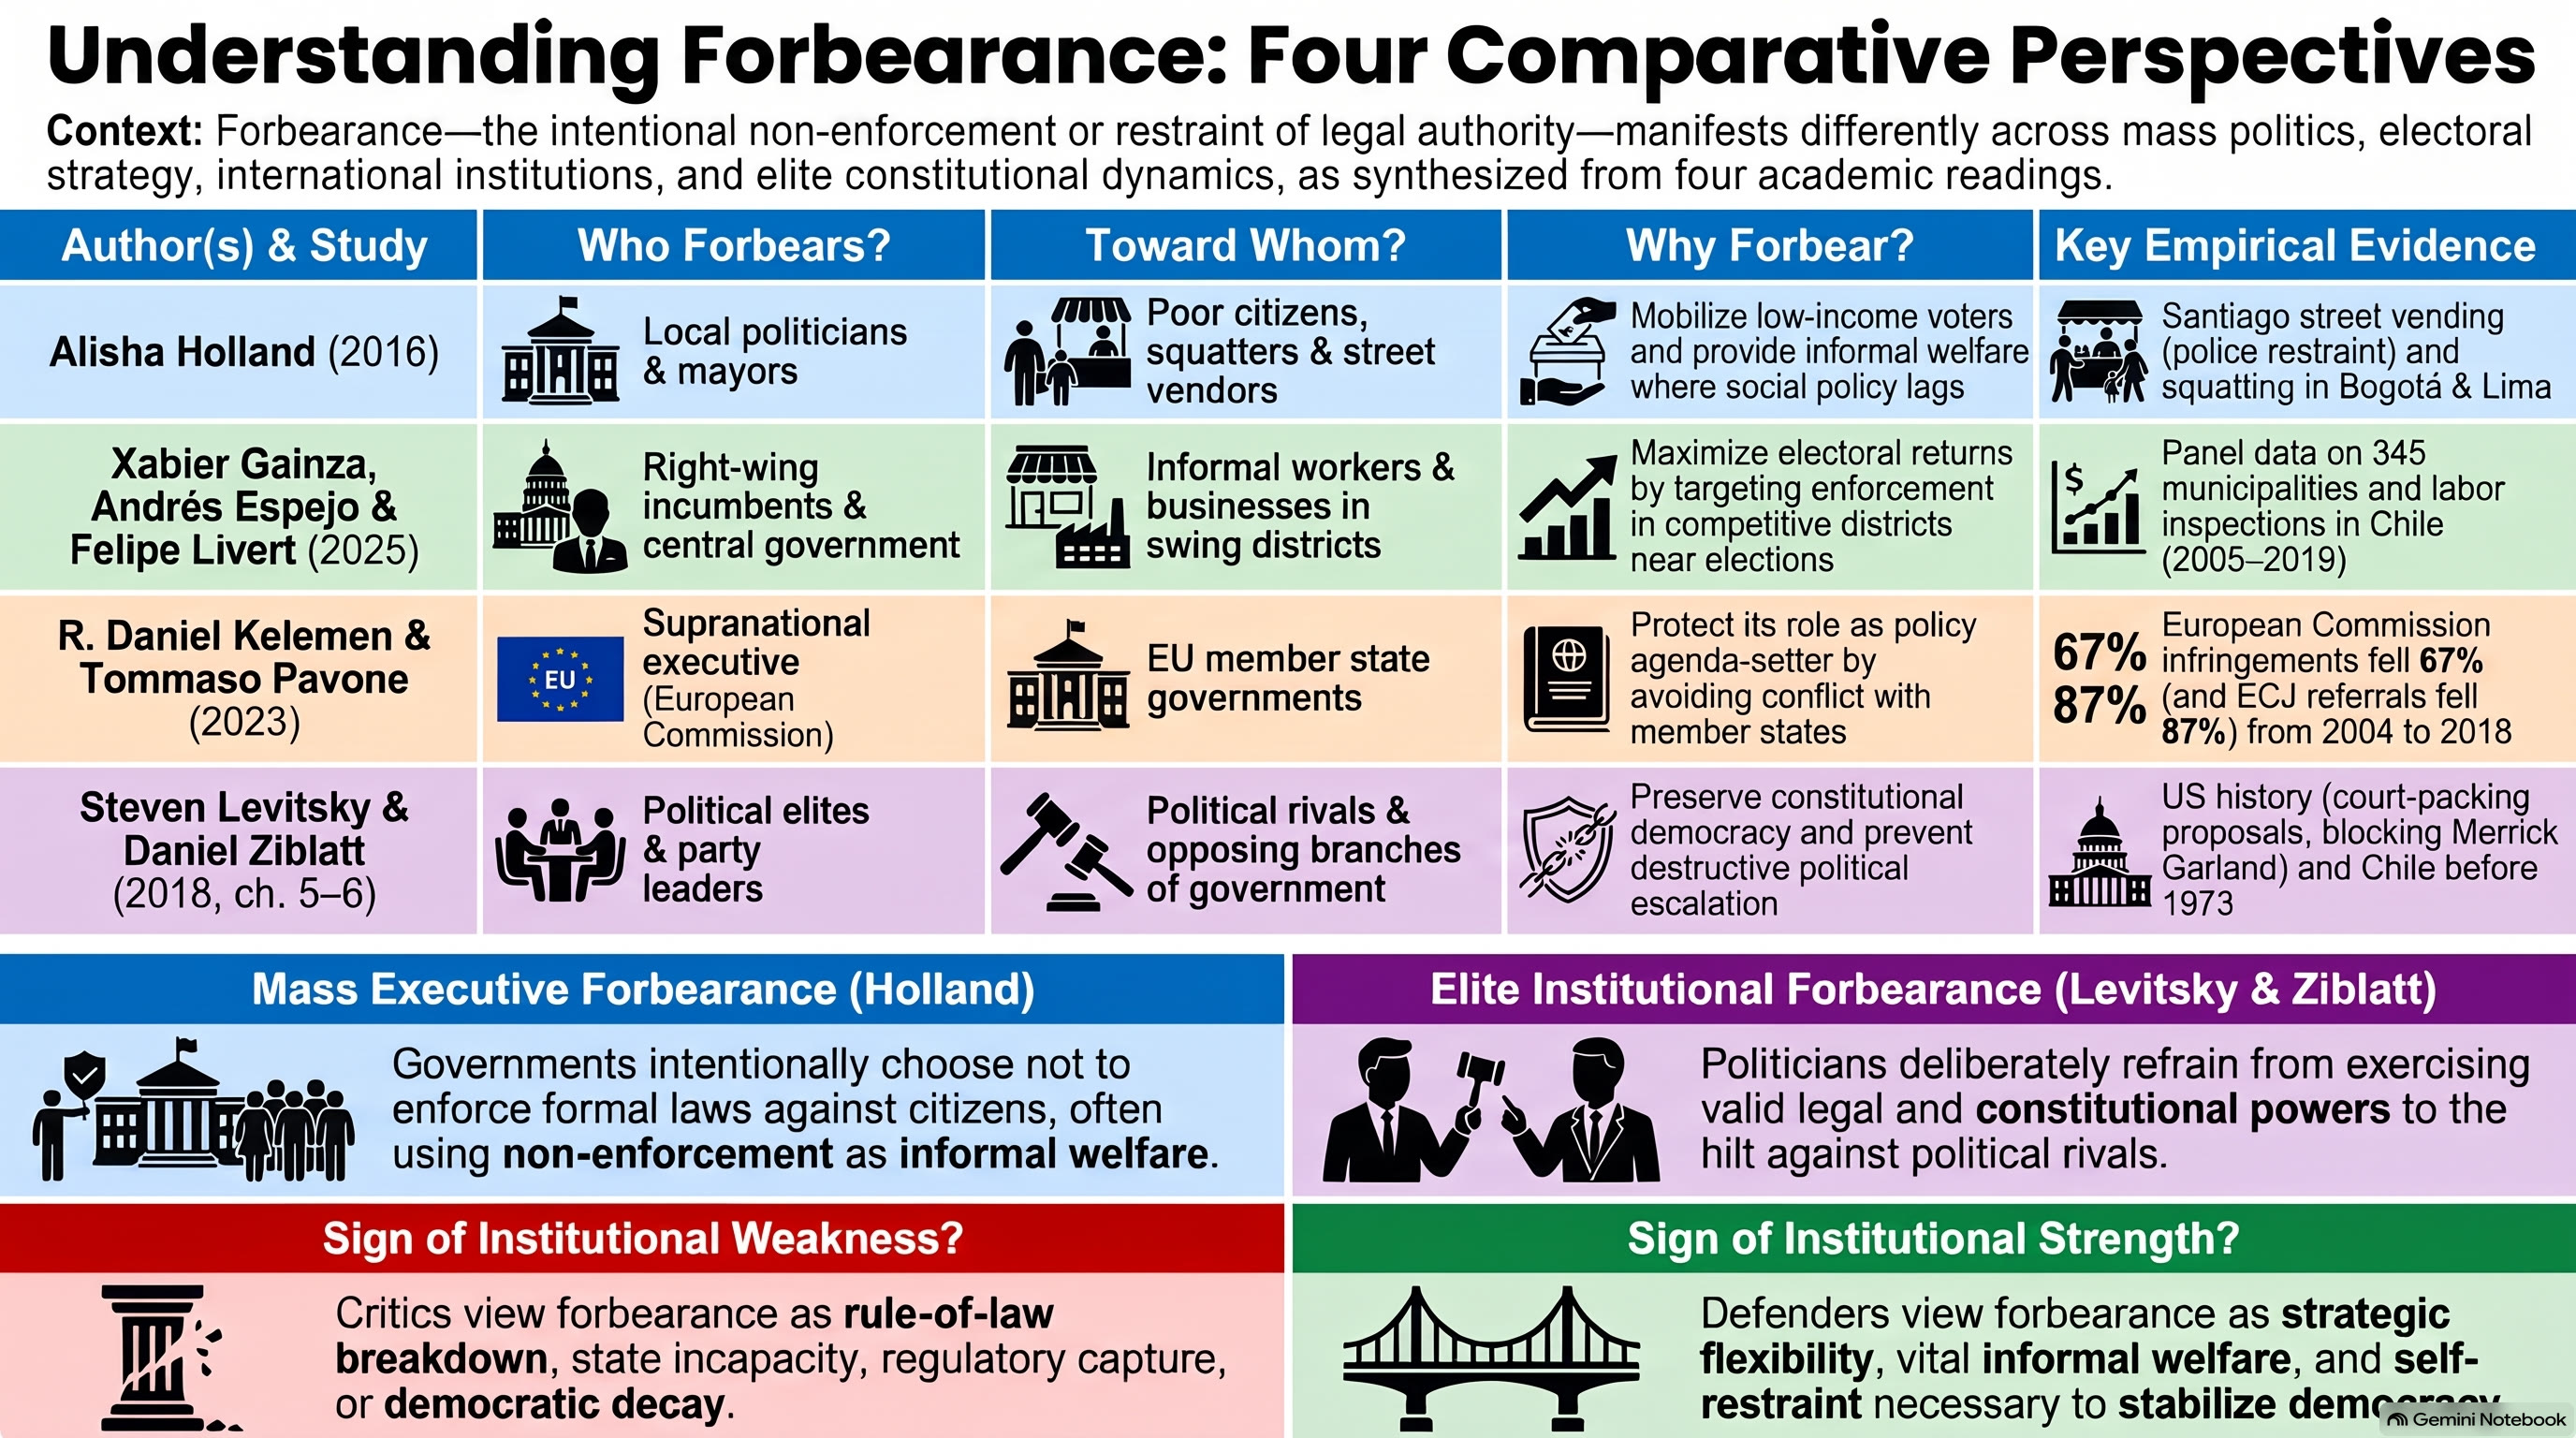 Understanding Forbearance: Four Comparative Perspectives
Context: Forbearance—the intentional non-enforcement or restraint of legal authority—manifests differently across mass politics, electoral
strategy, international institutions, and elite constitutional dynamics, as synthesized from four academic readings.
Author(s) & Study
Who Forbears?
Toward Whom?
Why Forbear?
Key Empirical Evidence
Alisha Holland (2016)
Local politicians
& mayors
Poor citizens,
squatters & street
vendors
Mobilize low-income voters
and provide informal welfare
where social policy lags
Santiago street vending
(police restraint) and
squatting in Bogotá & Lima
Xabier Gainza,
Andrés Espejo &
Felipe Livert (2025)
Right-wing
incumbents &
central government
Informal workers &
businesses in
swing districts
Maximize electoral returns
by targeting enforcement
in competitive districts
near elections
$
Panel data on 345
municipalities and labor
inspections in Chile
(2005–2019)
R. Daniel Kelemen &
Tommaso Pavone
(2023)
EU
Supranational
executive
(European
Commission)
EU member state
governments
Protect its role as policy
agenda-setter by
avoiding conflict with
member states
67%
87%
European Commission
infringements fell 67%
(and ECJ referrals fell
87%) from 2004 to 2018
Steven Levitsky &
Daniel Ziblatt
(2018, ch. 5–6)
Political elites
& party
leaders
Political rivals &
opposing branches
of government
Preserve constitutional
democracy and prevent
destructive political
escalation
US history (court-packing
proposals, blocking Merrick
Garland) and Chile before
1973
Mass Executive Forbearance (Holland)
Governments intentionally choose not to
enforce formal laws against citizens, often
using non-enforcement as informal welfare.
Elite Institutional Forbearance (Levitsky & Ziblatt)
Politicians deliberately refrain from exercising
valid legal and constitutional powers to the
hilt against political rivals.
Sign of Institutional Weakness?
Critics view forbearance as rule-of-law
breakdown, state incapacity, regulatory capture,
or democratic decay.
Sign of Institutional Strength?
Defenders view forbearance as strategic
flexibility, vital informal welfare, and self-
restraint necessary to stabilize democracy.
Gemini Notebook